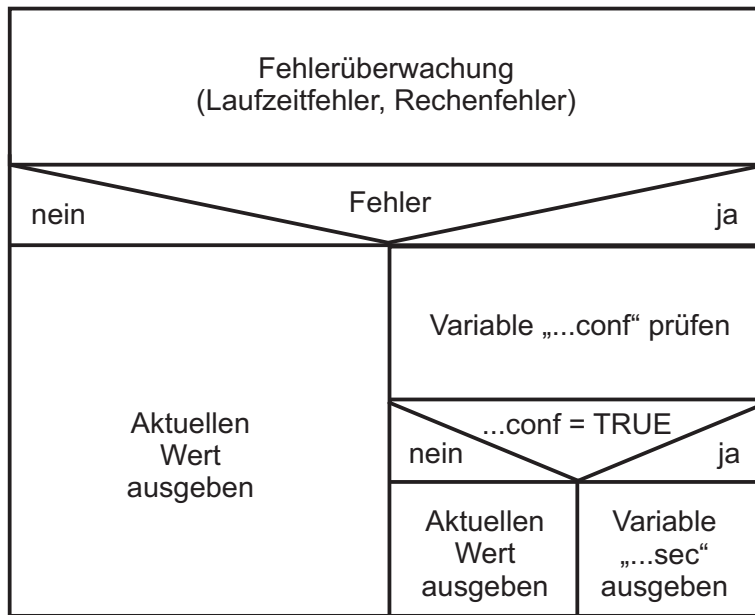 Fehlerüberwachung
(Laufzeitfehler, Rechenfehler)
Fehler
nein
ja
Variable „...conf“ prüfen
Aktuellen
Wert
ausgeben
...conf = TRUE
nein
ja
Aktuellen
Wert
ausgeben
Variable
„...sec“
ausgeben